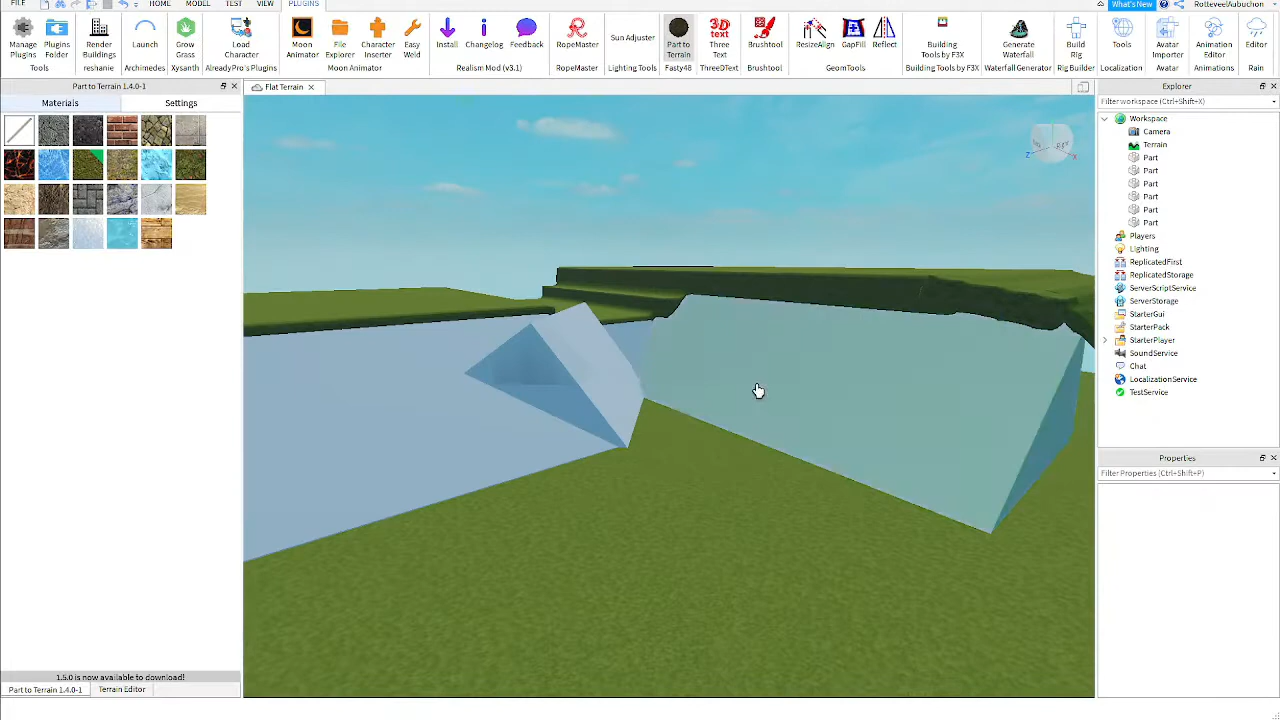 FILE HOME MODEL TEST VIEW PLUGINS What's New RotteveelAubuchon
Manage Plugins
Plugins Folder
Tools
Render Buildings
reshanie
Launch
Archimedes
Grow Grass
Xysanth
Load Character
AlreadyPro's Plugins
Moon Animator
File Explorer
Character Inserter
Easy Weld
Moon Animator
Install
Changelog
Feedback
Realism Mod (v3.1)
RopeMaster
RopeMaster
Sun Adjuster
Lighting Tools
Part to Terrain
Fasty48
3D text
Three Text
ThreeDText
Brushtool
Brushtool
ResizeAlign
GapFill
Reflect
GeomTools
Building Tools by F3X
Building Tools by F3X
Generate Waterfall
Waterfall Generator
Build Rig
Rig Builder
Tools
Localization
Avatar Importer
Avatar
Animation Editor
Animations
Editor
Rain
Part to Terrain 1.4.0-1
Materials Settings
1.5.0 is now available to download!
Part to Terrain 1.4.0-1 Terrain Editor
Flat Terrain
Z
X
Explorer
Filter workspace (Ctrl+Shift+X)
Workspace
Camera
Terrain
Part
Part
Part
Part
Part
Part
Players
Lighting
ReplicatedFirst
ReplicatedStorage
ServerScriptService
ServerStorage
StarterGui
StarterPack
StarterPlayer
SoundService
Chat
LocalizationService
TestService
Properties
Filter Properties (Ctrl+Shift+P)